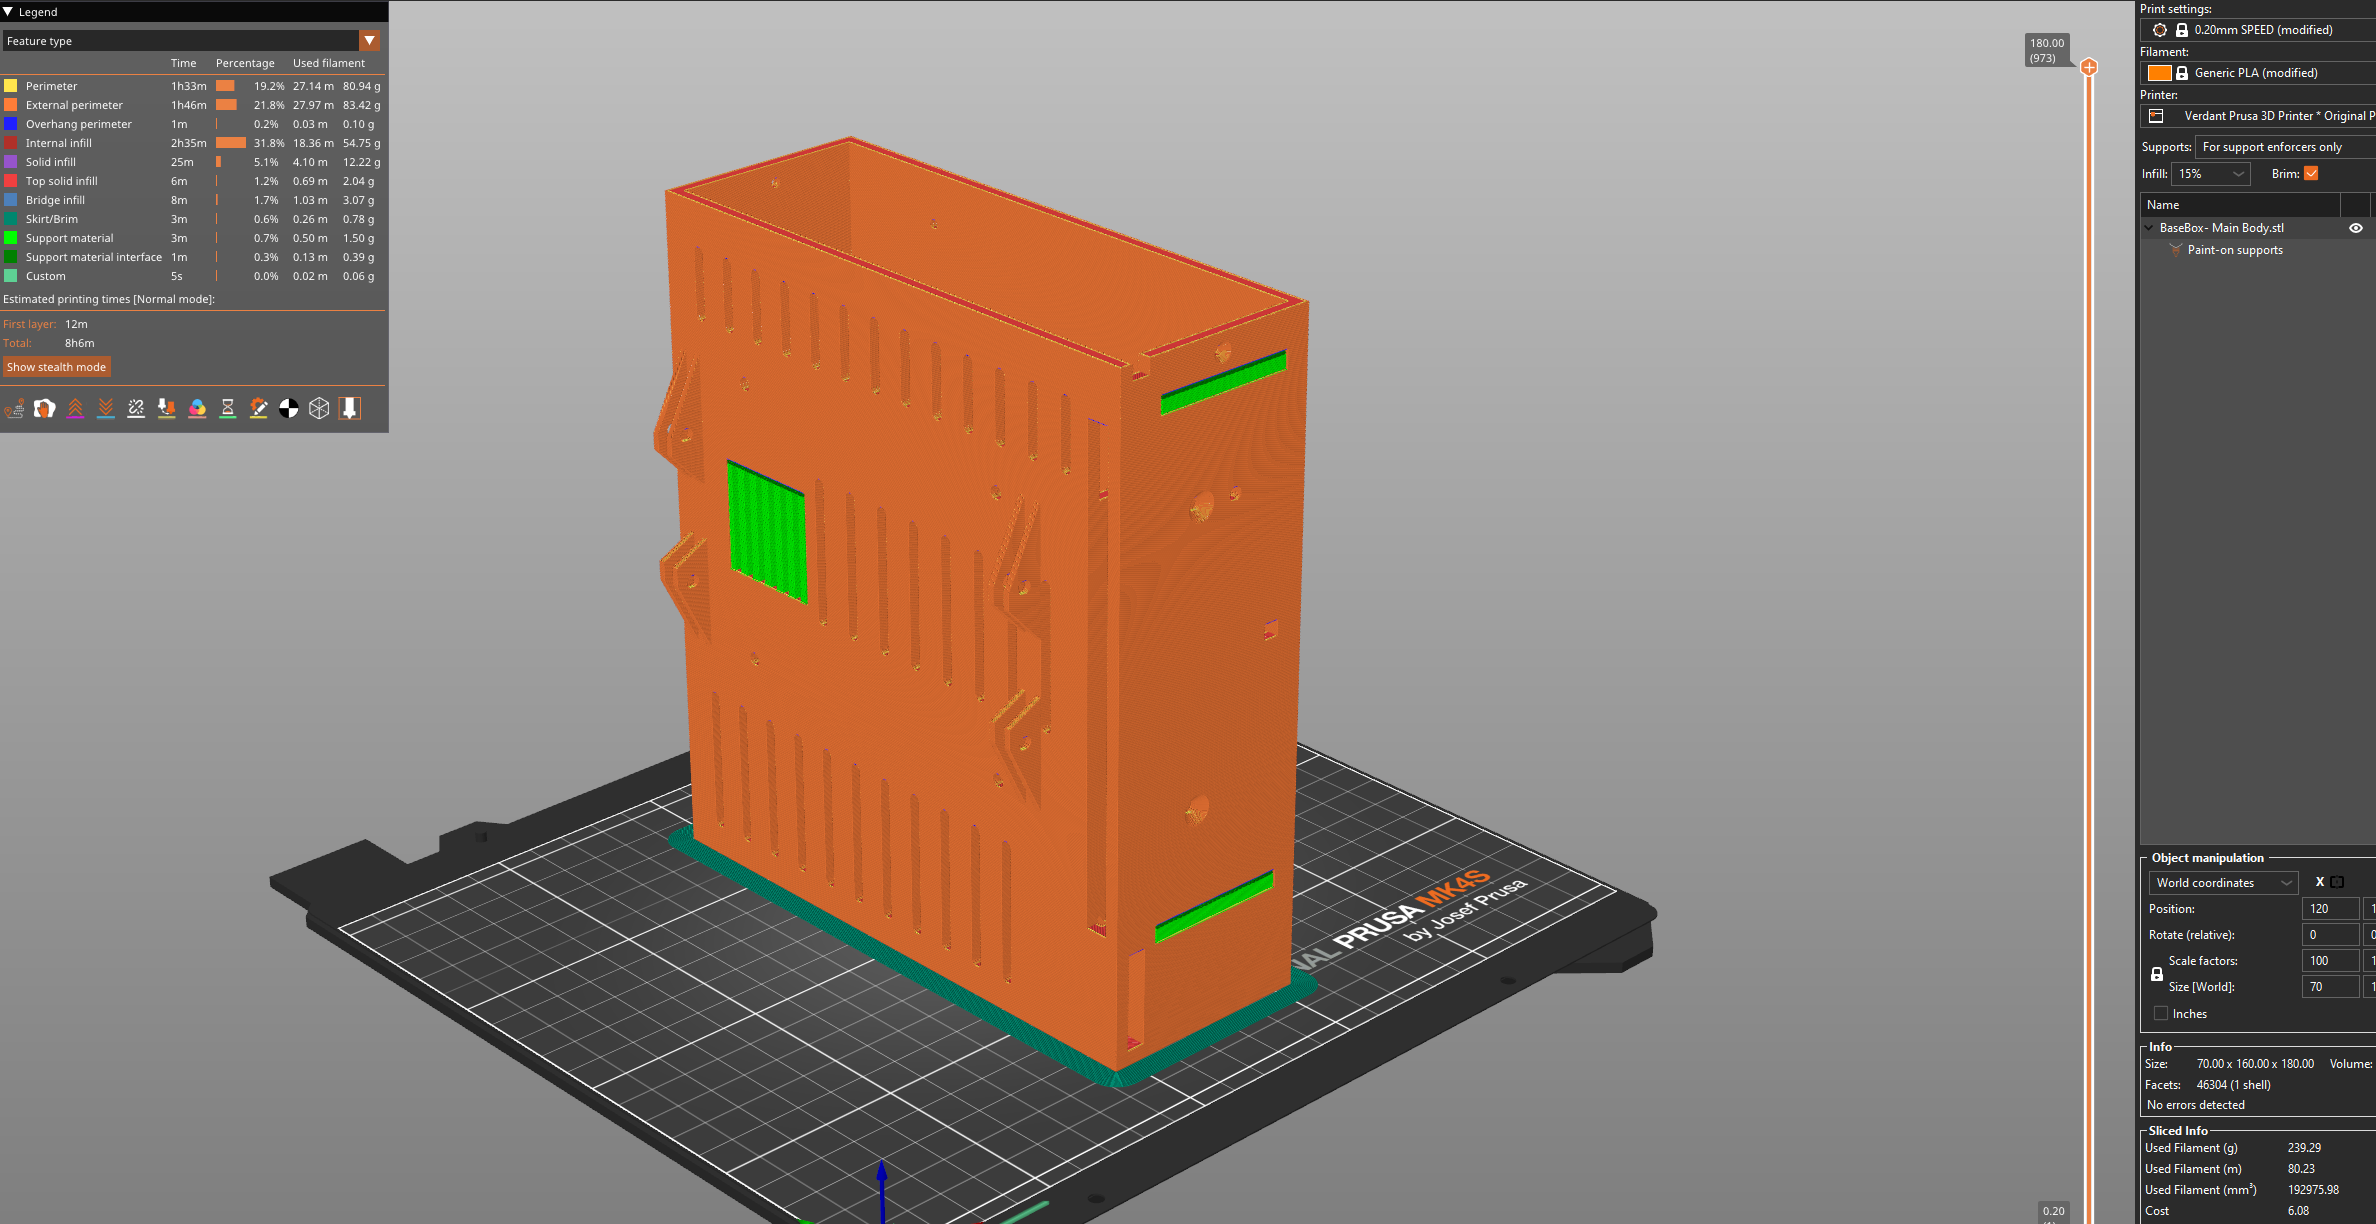 Legend
Feature type
Time Percentage Used filament
Perimeter 1h33m 19.2% 27.14 m 80.94 g
External perimeter 1h46m 21.8% 27.97 m 83.42 g
Overhang perimeter 1m 0.2% 0.03 m 0.10 g
Internal infill 2h35m 31.8% 18.36 m 54.75 g
Solid infill 25m 5.1% 4.10 m 12.22 g
Top solid infill 6m 1.2% 0.69 m 2.04 g
Bridge infill 8m 1.7% 1.03 m 3.07 g
Skirt/Brim 3m 0.6% 0.26 m 0.78 g
Support material 3m 0.7% 0.50 m 1.50 g
Support material interface 1m 0.3% 0.13 m 0.39 g
Custom 5s 0.0% 0.02 m 0.06 g
Estimated printing times [Normal mode]:
First layer: 12m
Total: 8h6m
Show stealth mode
180.00
(973)
NAL PRUSA MK4S
by Josef Prusa
0.20
Print settings:
0.20mm SPEED (modified)
Filament:
Generic PLA (modified)
Printer:
Verdant Prusa 3D Printer * Original P
Supports: For support enforcers only
Infill: 15% Brim:
Name
BaseBox- Main Body.stl
Paint-on supports
Object manipulation
World coordinates X
Position: 120 1
Rotate (relative): 0 0
Scale factors: 100 1
Size [World]: 70 1
Inches
Info
Size: 70.00 x 160.00 x 180.00 Volume:
Facets: 46304 (1 shell)
No errors detected
Sliced Info
Used Filament (g) 239.29
Used Filament (m) 80.23
Used Filament (mm³) 192975.98
Cost 6.08